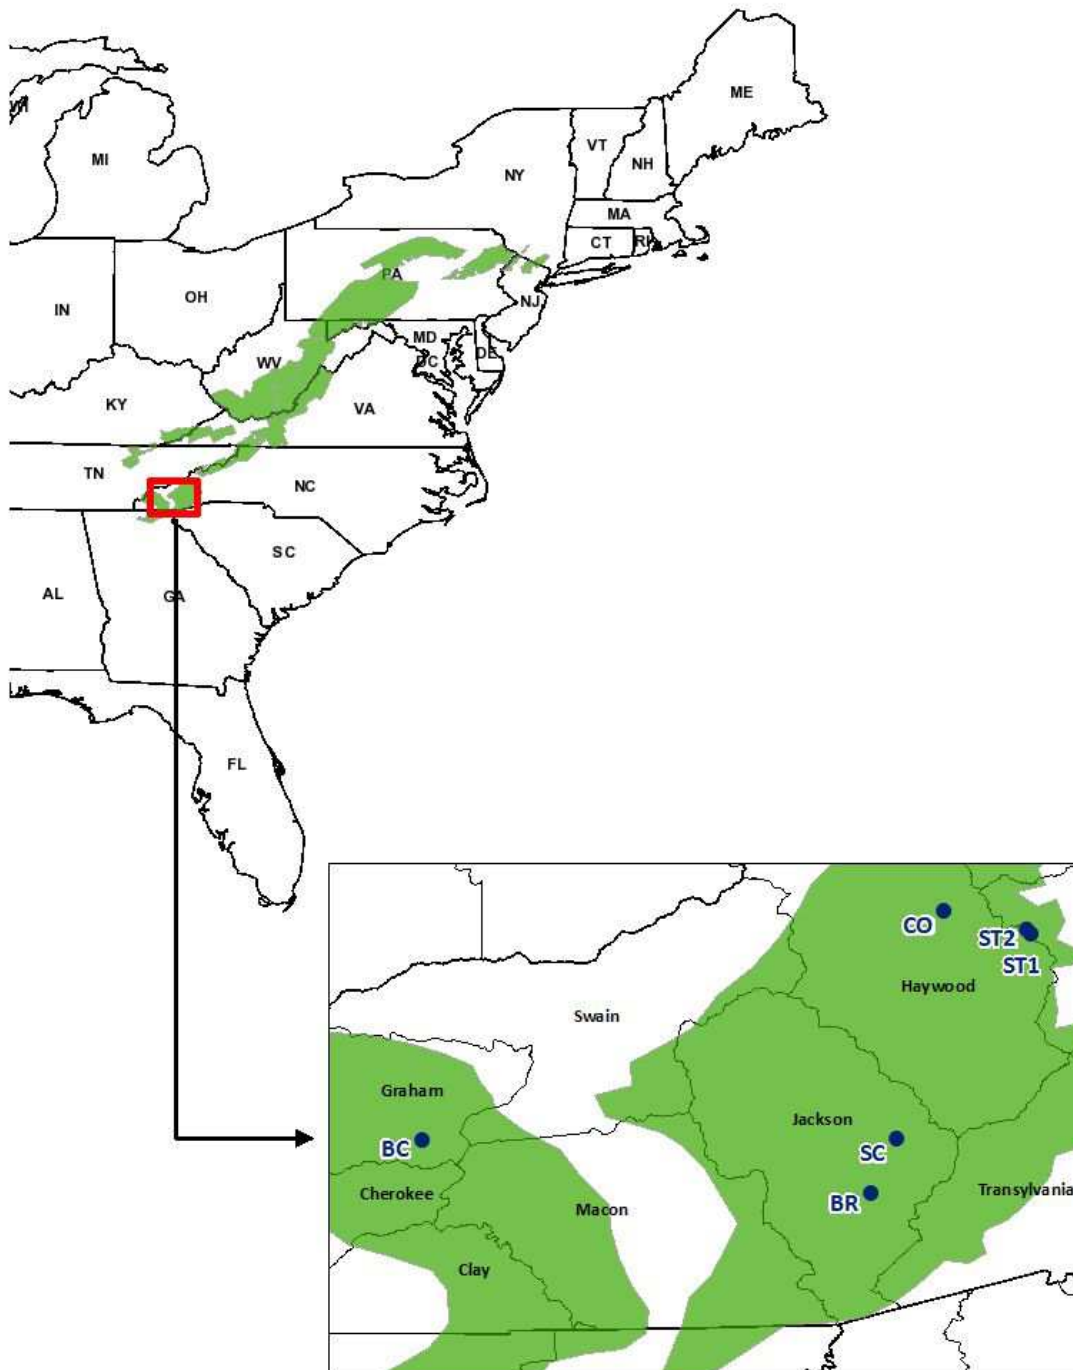 ME
VT
MI
NH
NY
MA
CT
RI
PA
OH
NJ
IN
MD
DE
DC
WV
KY
VA
TN
NC
SC
AL
GA
FL
CO
ST2
ST1
Haywood
Swain
Graham
Jackson
BC
SC
Cherokee
Transylvania
BR
Macon
Clay